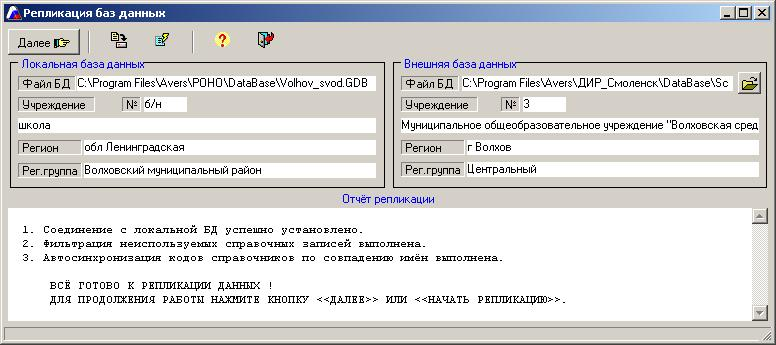 Репликация баз данных
Далее
Локальная база данных
Файл БД C:\Program Files\Avers\РОНО\DataBase\Volhov_svod.GDB
Учреждение № б/н
школа
Регион обл Ленинградская
Рег.группа Волховский муниципальный район
Внешняя база данных
Файл БД C:\Program Files\Avers\ДИР_Смоленск\DataBase\Sc
Учреждение № 3
Муниципальное общеобразовательное учреждение "Волховская сред
Регион г Волхов
Рег.группа Центральный
Отчёт репликации
1. Соединение с локальной БД успешно установлено.
2. Фильтрация неиспользуемых справочных записей выполнена.
3. Автосинхронизация кодов справочников по совпадению имён выполнена.
ВСЁ ГОТОВО К РЕПЛИКАЦИИ ДАННЫХ !
ДЛЯ ПРОДОЛЖЕНИЯ РАБОТЫ НАЖМИТЕ КНОПКУ <<ДАЛЕЕ>> ИЛИ <<НАЧАТЬ РЕПЛИКАЦИЮ>>.